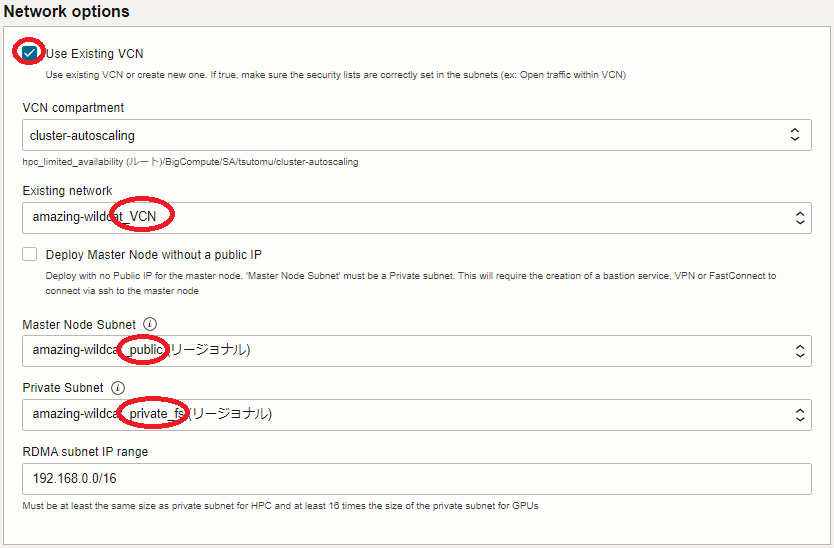 Network options
Use Existing VCN
Use existing VCN or create new one. If true, make sure the security lists are correctly set in the subnets (ex: Open traffic within VCN)
VCN compartment
cluster-autoscaling
hpc_limited_availability (ルート)/BigCompute/SA/tsutomu/cluster-autoscaling
Existing network
amazing-wildcat_VCN
Deploy Master Node without a public IP
Deploy with no Public IP for the master node. 'Master Node Subnet' must be a Private subnet. This will require the creation of a bastion service, VPN or FastConnect to
connect via ssh to the master node
Master Node Subnet
amazing-wildcat_public (リージョナル)
Private Subnet
amazing-wildcat_private_fs (リージョナル)
RDMA subnet IP range
192.168.0.0/16
Must be at least the same size as private subnet for HPC and at least 16 times the size of the private subnet for GPUs